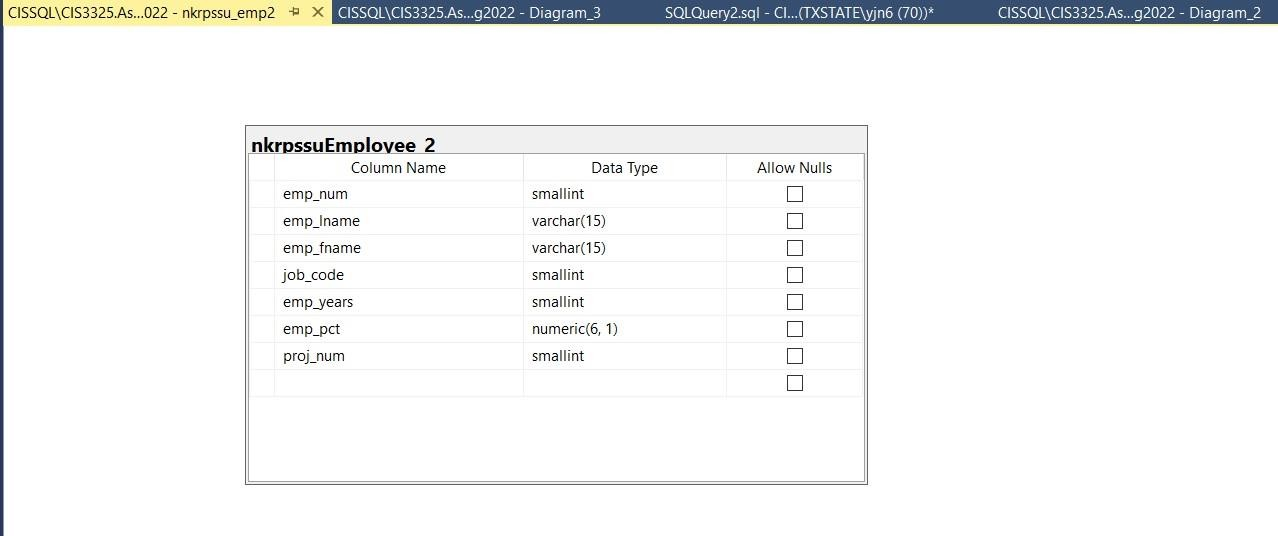 CISSQL\CIS3325.As...022 - nkrpssu_emp2 CISSQL\CIS3325.As...g2022 - Diagram_3 SQLQuery2.sql - CI...(TXSTATE\yjn6 (70))* CISSQL\CIS3325.As...g2022 - Diagram_2
nkrpssuEmployee_2
Column Name Data Type Allow Nulls
emp_num smallint
emp_lname varchar(15)
emp_fname varchar(15)
job_code smallint
emp_years smallint
emp_pct numeric(6, 1)
proj_num smallint